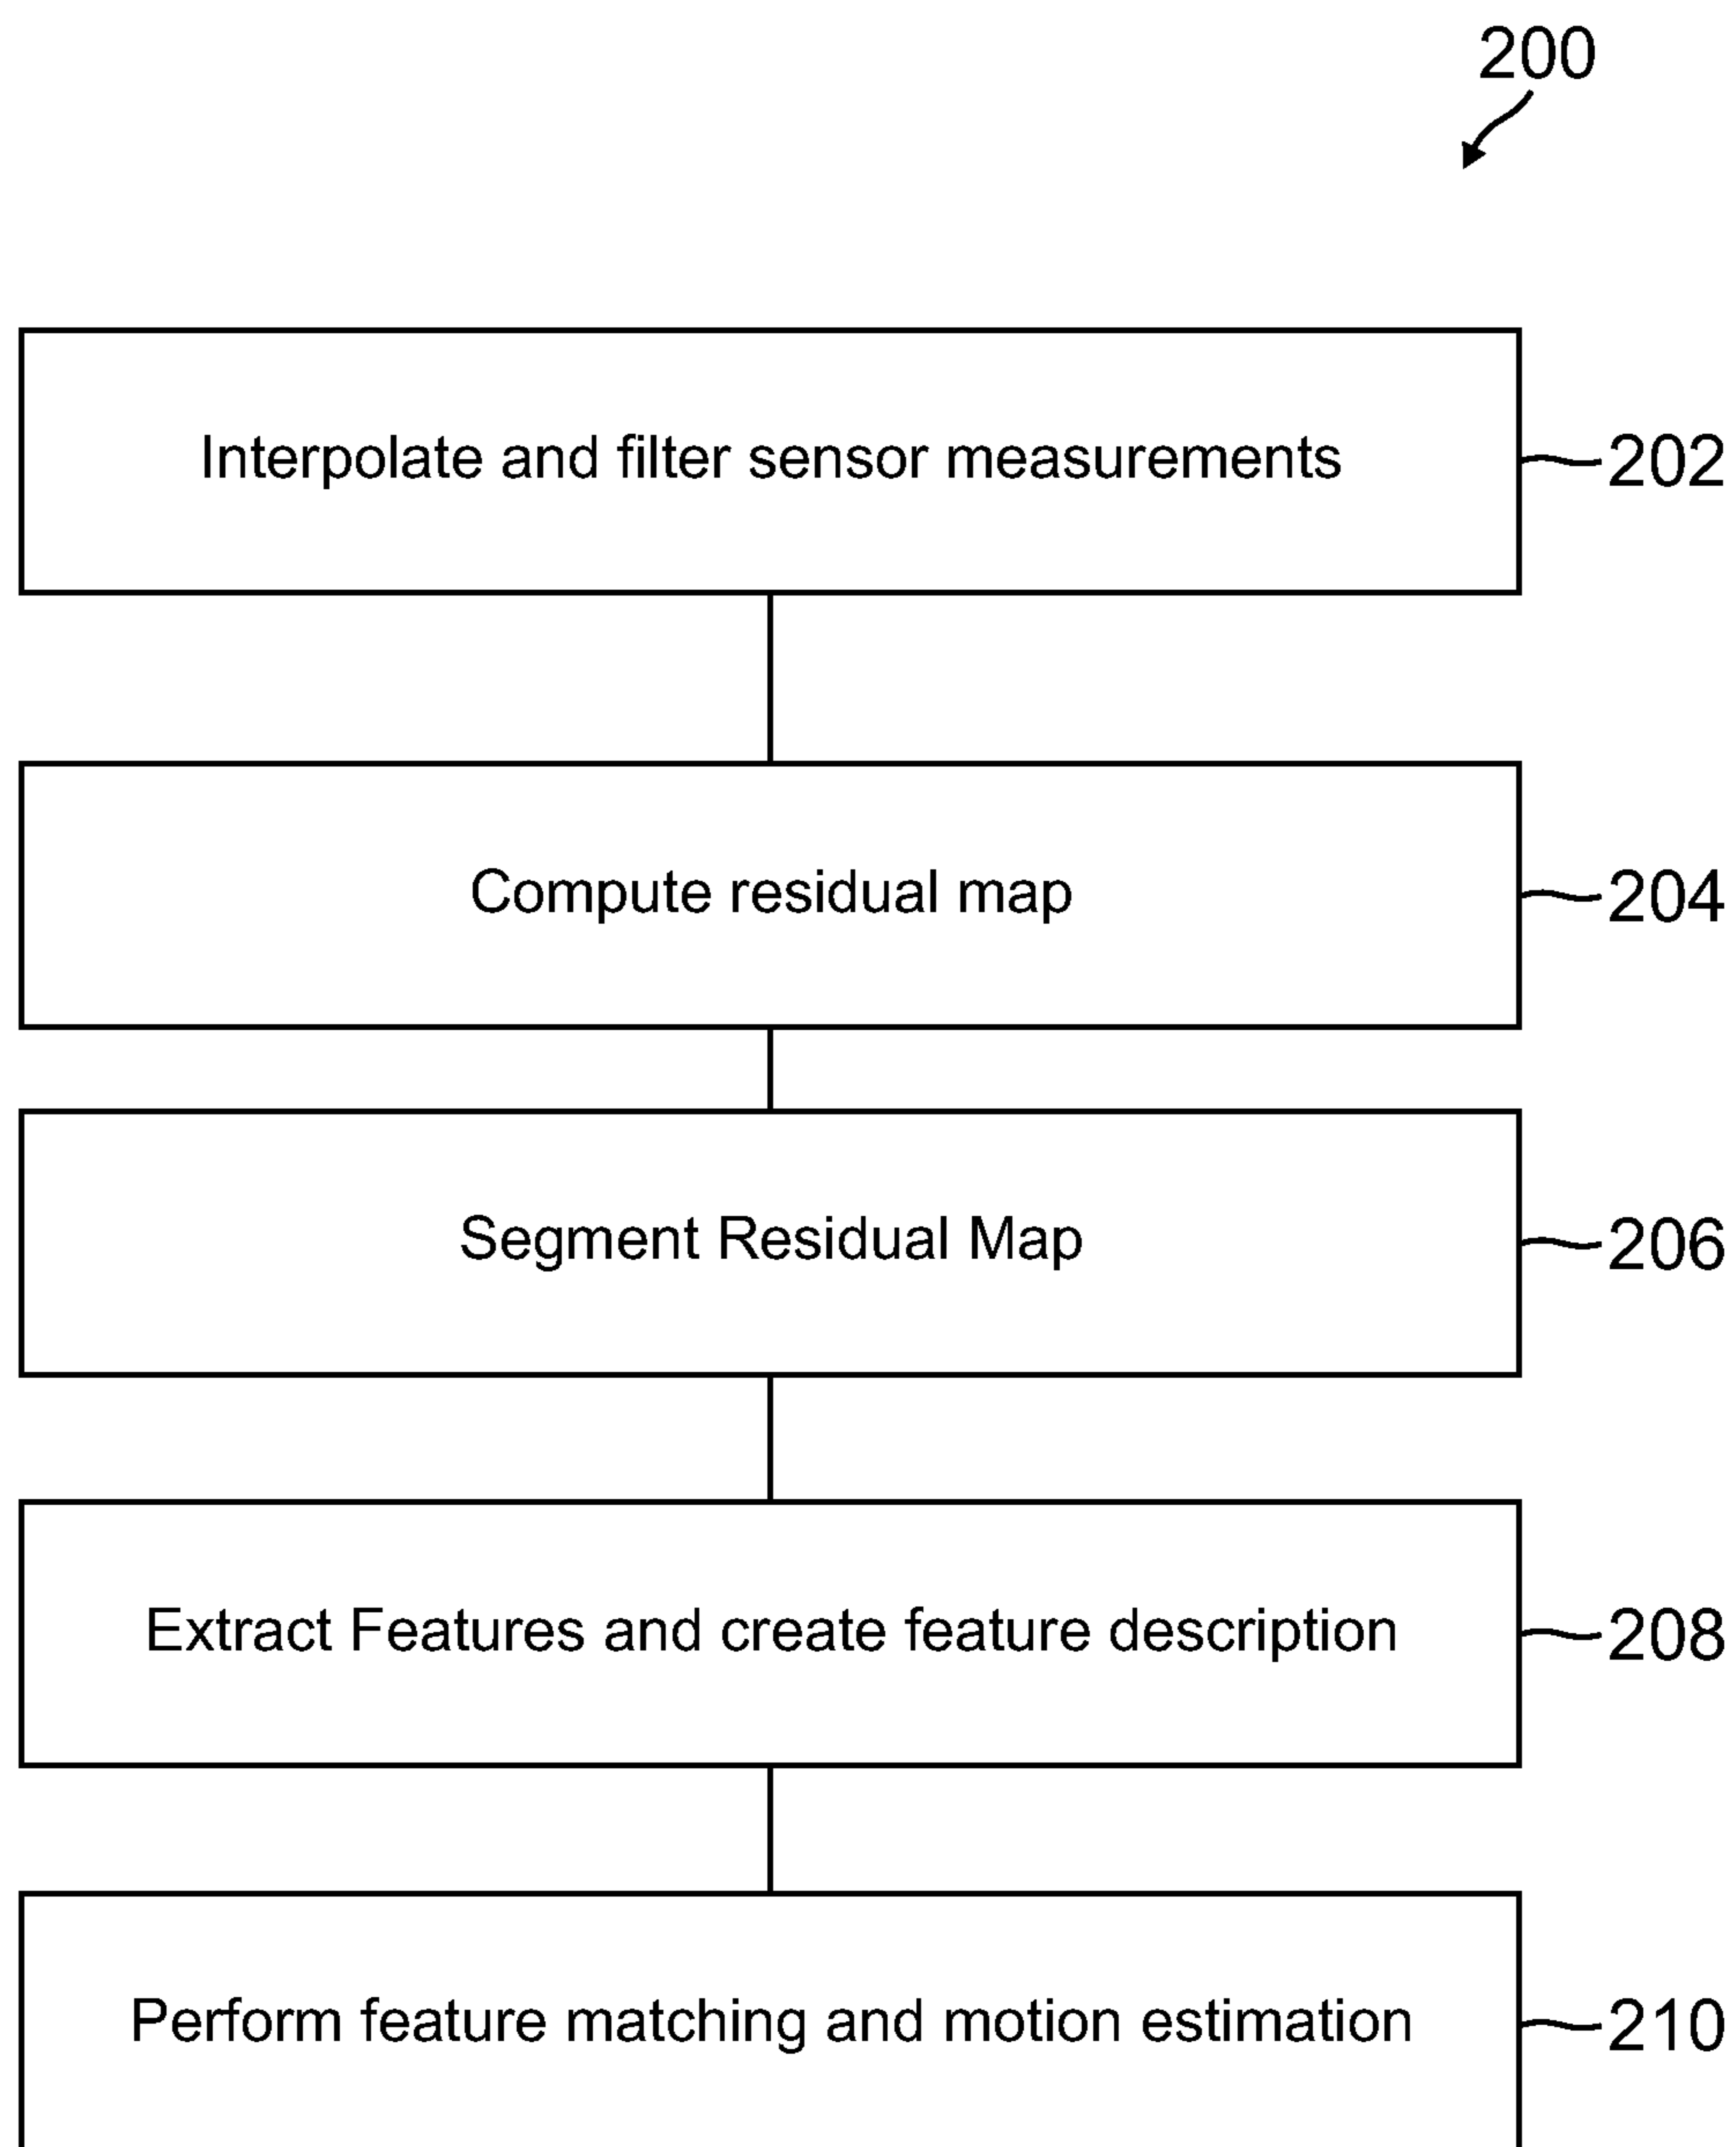 200
Interpolate and filter sensor measurements
202
Compute residual map
204
Segment Residual Map
206
Extract Features and create feature description
208
Perform feature matching and motion estimation
210